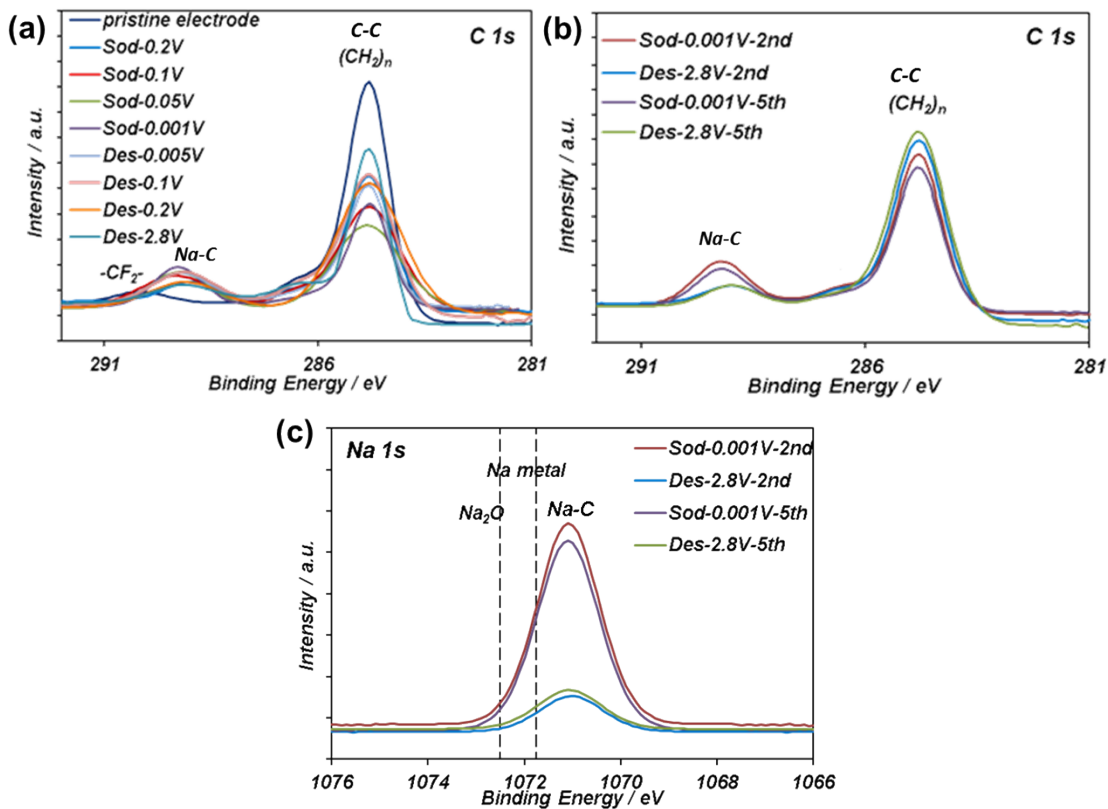 (a)
pristine electrode
Sod-0.2V
Sod-0.1V
Sod-0.05V
Sod-0.001V
Des-0.005V
Des-0.1V
Des-0.2V
Des-2.8V
C-C
(CH2)n
C 1s
Na-C
-CF2-
Intensity / a.u.
291
286
281
Binding Energy / eV
(b)
Sod-0.001V-2nd
Des-2.8V-2nd
Sod-0.001V-5th
Des-2.8V-5th
C 1s
C-C
(CH2)n
Na-C
Intensity / a.u.
291
286
281
Binding Energy / eV
(c)
Na 1s
Na metal
Na2O
Na-C
Sod-0.001V-2nd
Des-2.8V-2nd
Sod-0.001V-5th
Des-2.8V-5th
Intensity / a.u.
1076
1074
1072
1070
1068
1066
Binding Energy / eV